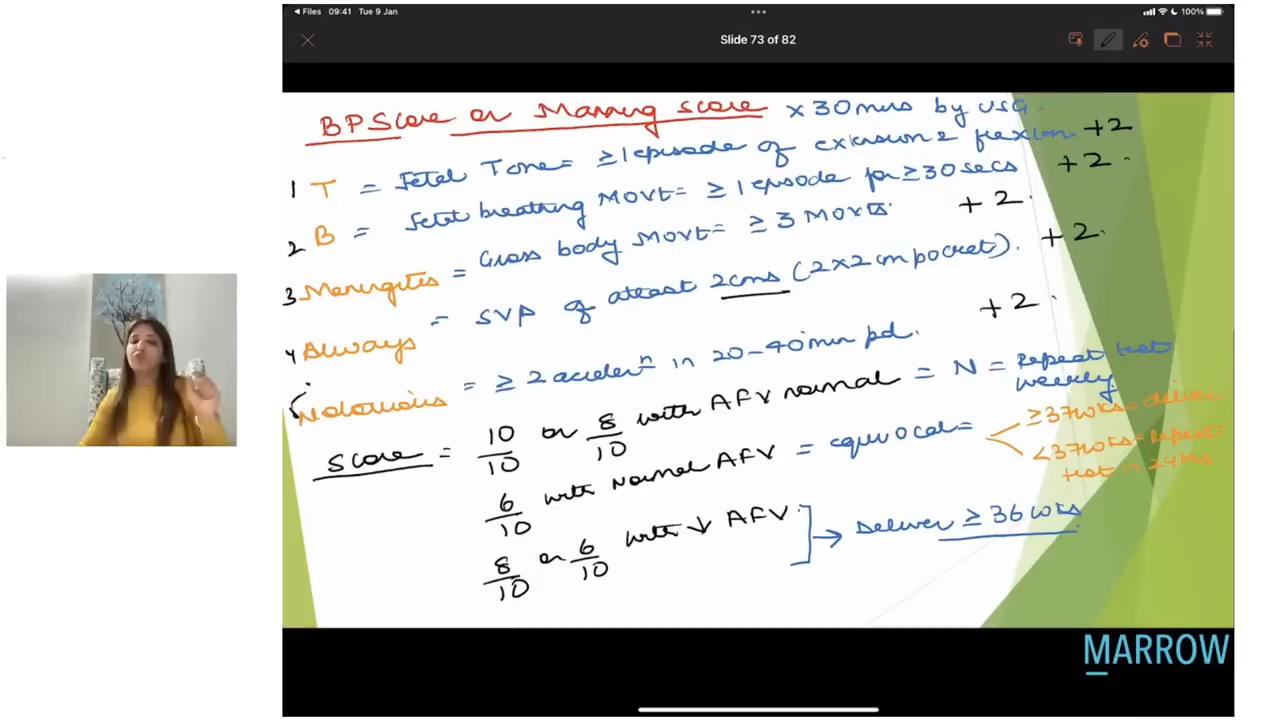 Files 09:41 Tue 9 Jan
100%
Slide 73 of 82
BP Score or Manning score × 30 mins by USG.
1 T = Fetal Tone = ≥1 episode of extension & flexion +2
2 B = Fetal breathing MOVT = ≥ 1 episode for ≥ 30 secs +2.
3 Meningitis = Gross body MOVT = ≥ 3 MOVTs. +2.
4 Always = SVP of atleast 2cms (2×2 cm pocket). +2.
5 Notorious = ≥ 2 accelerⁿ in 20-40 min pd. +2.
Score = 10/10 or 8/10 with AFV normal = N = Repeat test weekly
6/10 with Normal AFV = equivocal =
≥37 wks = deliver
<37 wks = Repeat test in 24 hrs
8/10 or 6/10 with ↓ AFV. → Deliver ≥ 36 wks
MARROW